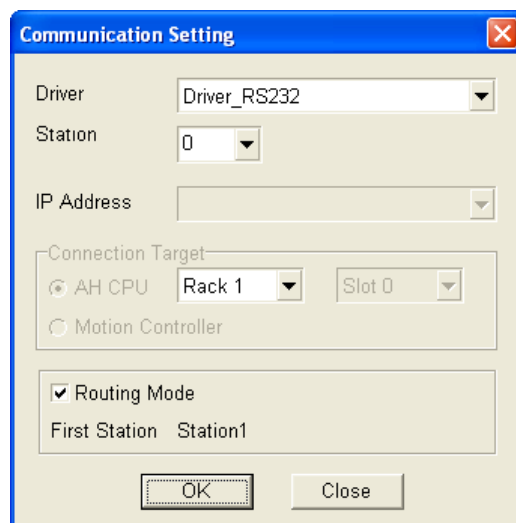 Communication Setting
Driver Driver_RS232
Station 0
IP Address
Connection Target
AH CPU Rack 1 Slot 0
Motion Controller
Routing Mode
First Station Station1
OK Close